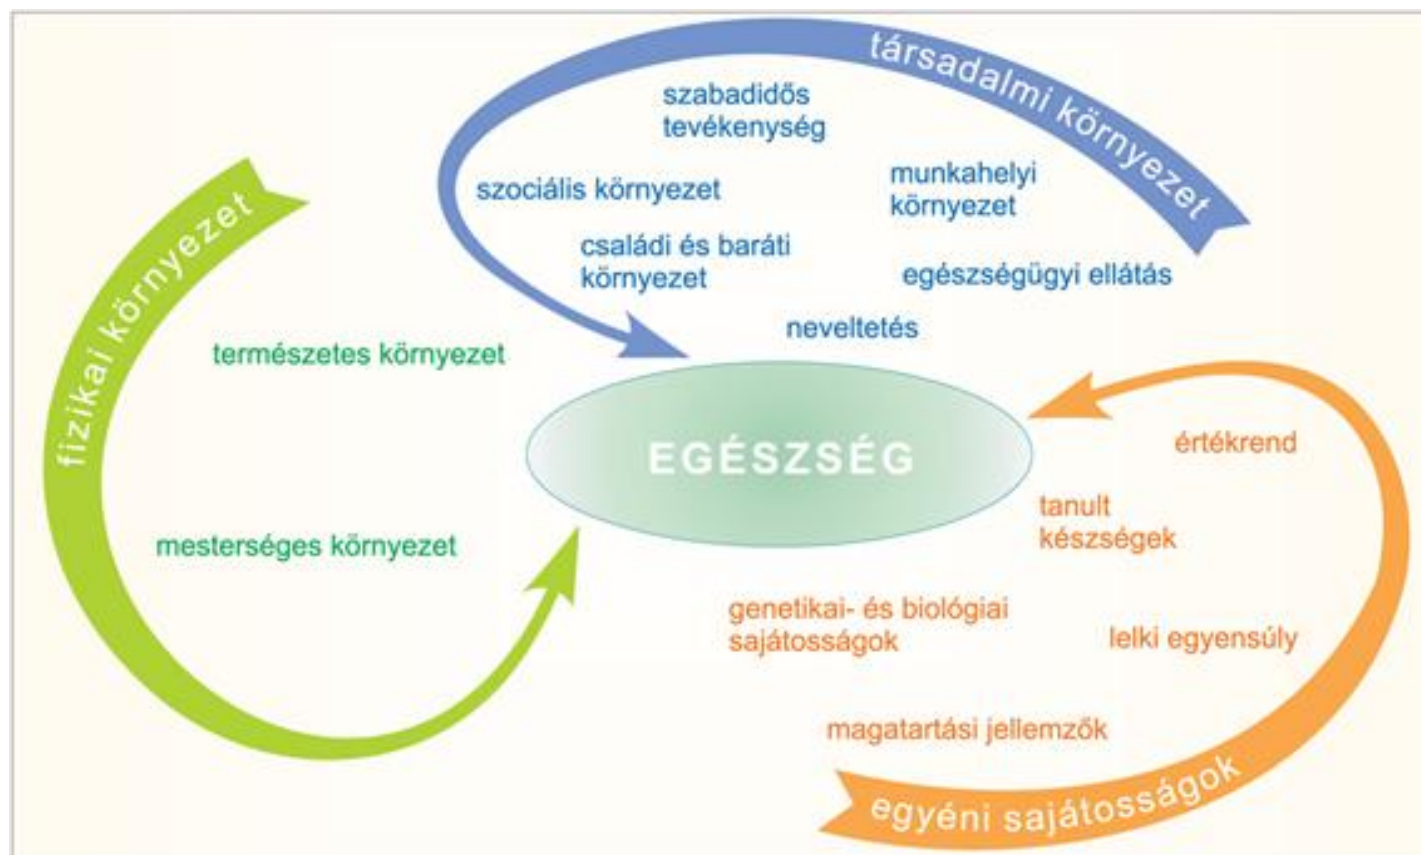 társadalmi környezet
szabadidős
tevékenység
szociális környezet
munkahelyi
környezet
családi és baráti
környezet
egészségügyi ellátás
neveltetés
fizikai környezet
természetes környezet
mesterséges környezet
EGÉSZSÉG
értékrend
tanult
készségek
genetikai- és biológiai
sajátosságok
lelki egyensúly
magatartási jellemzők
egyéni sajátosságok